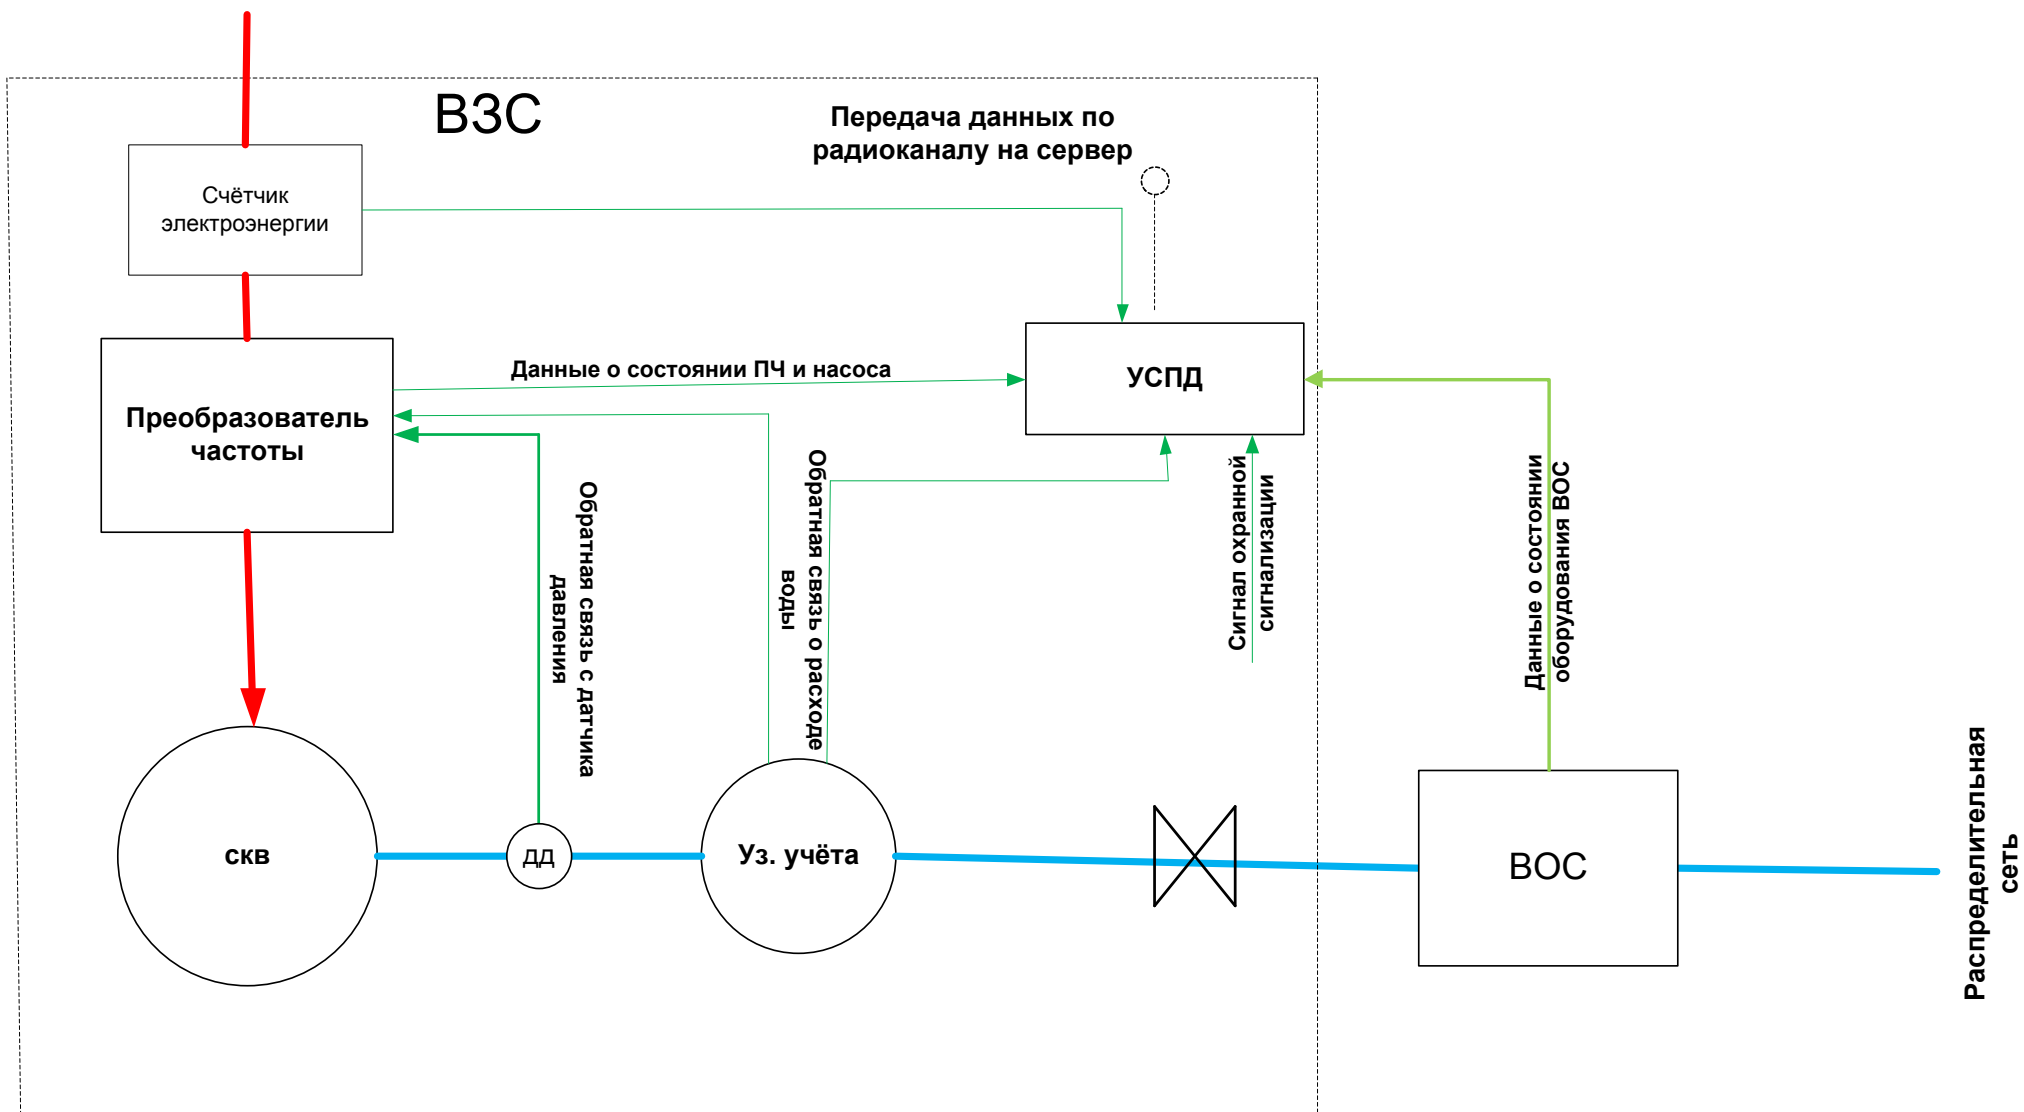 ВЗС
Передача данных по
радиоканалу на сервер
Счётчик
электроэнергии
Данные о состоянии ПЧ и насоса
УСПД
Преобразователь
частоты
Обратная связь с датчика
давления
Обратная связь о расходе
воды
Сигнал охранной
сигнализации
Данные о состоянии
оборудования ВОС
скв
ДД
Уз. учёта
ВОС
Распределительная
сеть